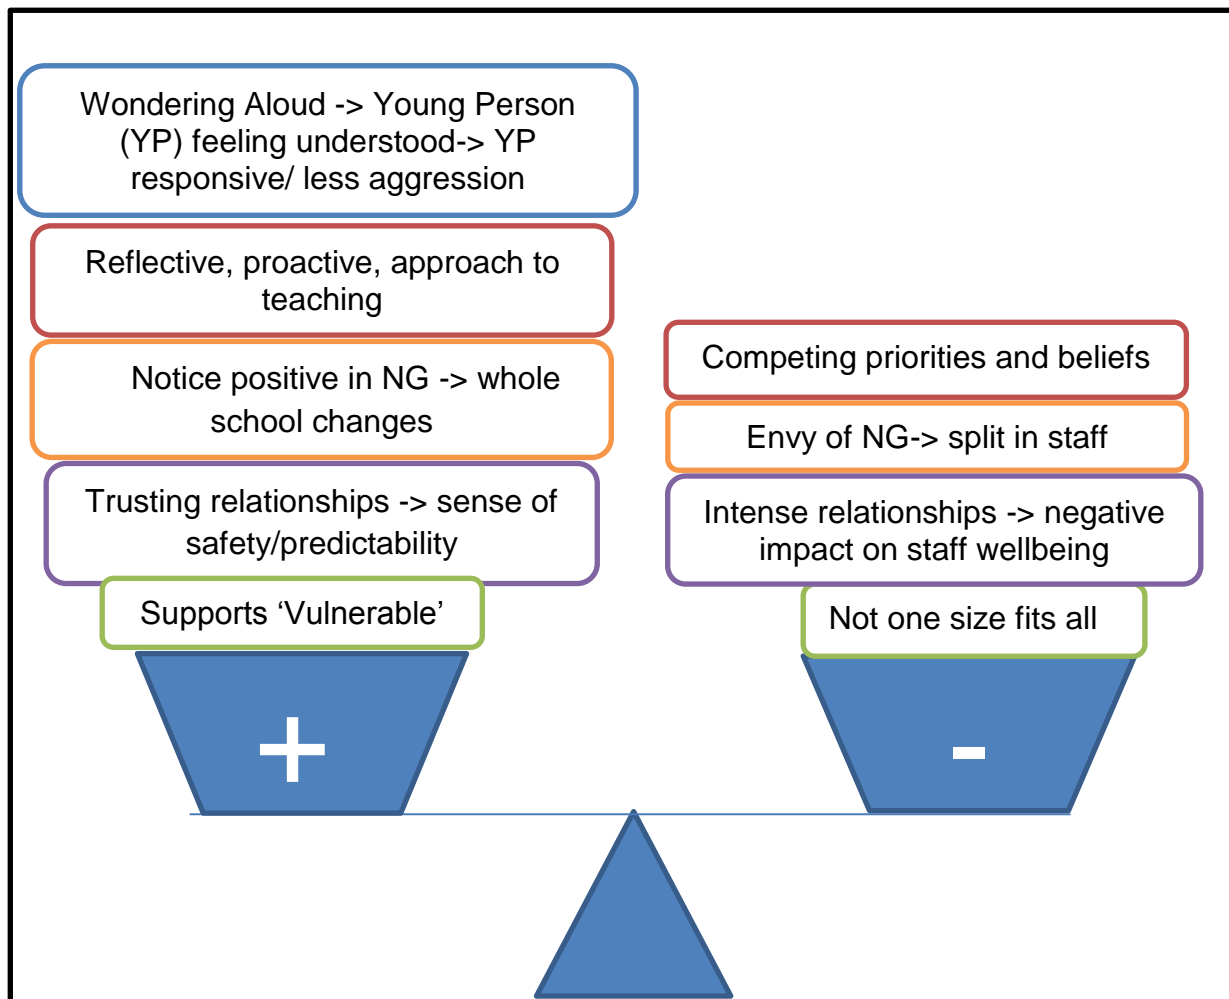 Wondering Aloud -> Young Person
(YP) feeling understood-> YP
responsive/ less aggression
Reflective, proactive, approach to
teaching
Notice positive in NG -> whole
school changes
Trusting relationships -> sense of
safety/predictability
Supports ‘Vulnerable’
+
Competing priorities and beliefs
Envy of NG-> split in staff
Intense relationships -> negative
impact on staff wellbeing
Not one size fits all
-